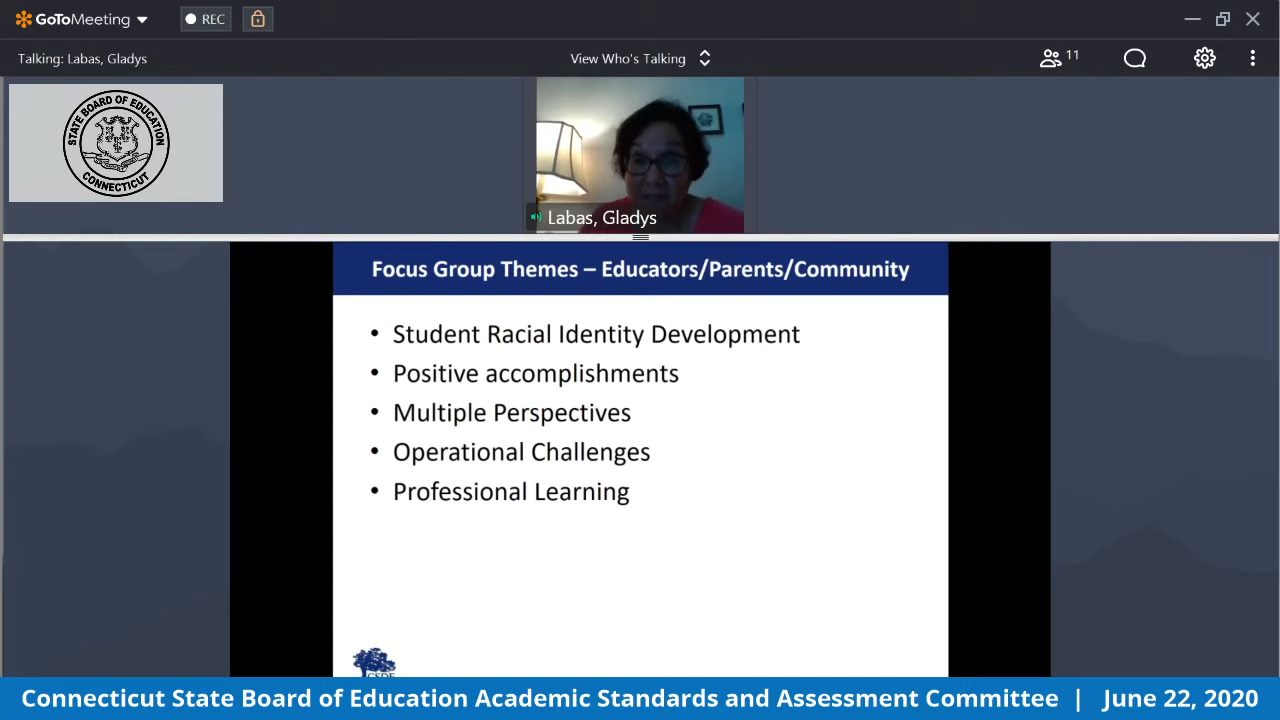 GoToMeeting
REC
Talking: Labas, Gladys
View Who's Talking
11
STATE BOARD OF EDUCATION
CONNECTICUT
Labas, Gladys
Focus Group Themes – Educators/Parents/Community
• Student Racial Identity Development
• Positive accomplishments
• Multiple Perspectives
• Operational Challenges
• Professional Learning
CSDE
Connecticut State Board of Education Academic Standards and Assessment Committee | June 22, 2020